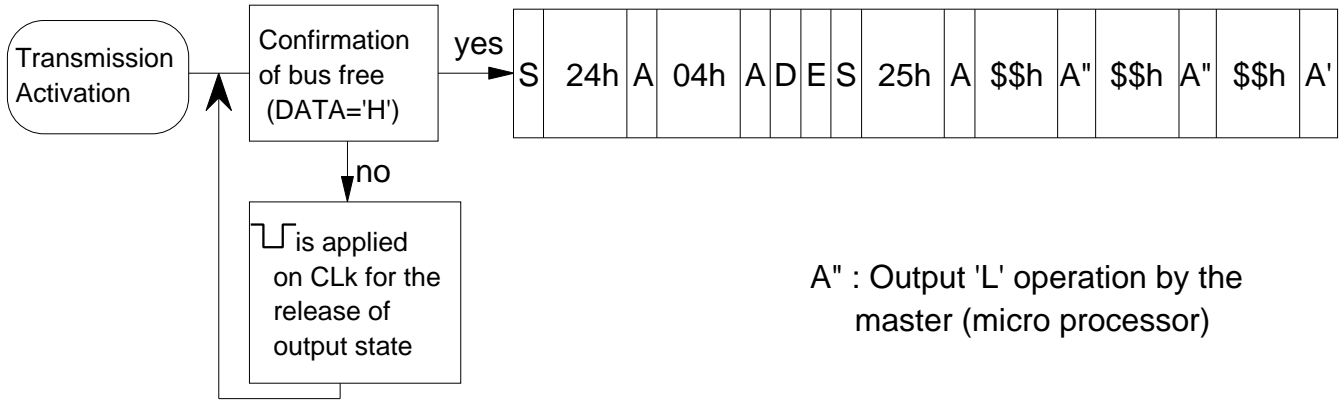 Transmission
Activation
Confirmation
of bus free
(DATA='H')
yes
S 24h A 04h A D E S 25h A $$h A" $$h A" $$h A'
no
is applied
on CLk for the
release of
output state
A" : Output 'L' operation by the
master (micro processor)